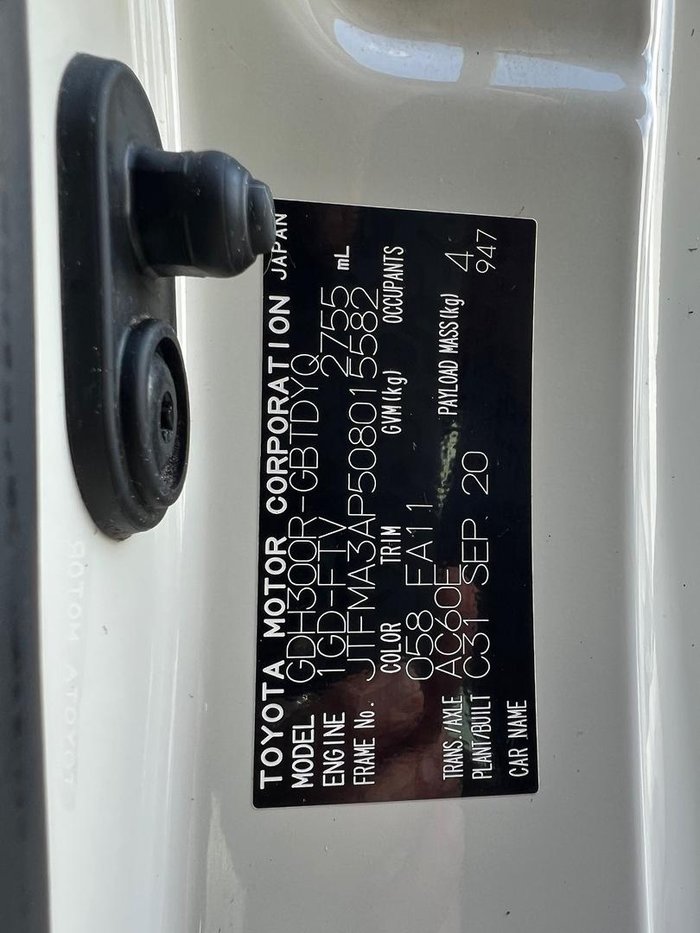 TOYOTA MOTOR CORPORATION JAPAN
MODEL GDH300R-GBTDYQ
ENGINE 1GD-FTV 2755 mL
FRAME No. JTFMA3AP508015582
COLOR TRIM GVM(kg) OCCUPANTS
058 FA11 4
TRANS./AXLE AC60E PAYLOAD MASS(kg) 947
PLANT/BUILT C31 SEP. 20
CAR NAME